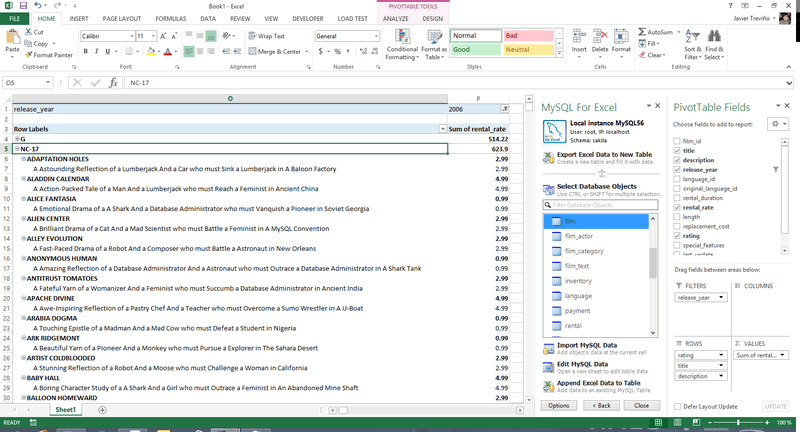 Book1 - Excel
PIVOTTABLE TOOLS
FILE HOME INSERT PAGE LAYOUT FORMULAS DATA REVIEW VIEW DEVELOPER LOAD TEST ANALYZE DESIGN Javier Treviño
Paste
Cut
Copy
Format Painter
Clipboard
Calibri 11
Font
Wrap Text
Merge & Center
Alignment
General
Number
Conditional Formatting
Format as Table
Normal Bad
Good Neutral
Styles
Insert Delete Format
Cells
AutoSum
Fill
Clear
Sort & Filter
Find & Select
Editing
O5 NC-17
O P
1 release_year 2006
2
3 Row Labels Sum of rental_rate
4 G 514.22
5 NC-17 623.9
6 ADAPTATION HOLES 2.99
7 A Astounding Reflection of a Lumberjack And a Car who must Sink a Lumberjack in A Baloon Factory 2.99
8 ALADDIN CALENDAR 4.99
9 A Action-Packed Tale of a Man And a Lumberjack who must Reach a Feminist in Ancient China 4.99
10 ALICE FANTASIA 0.99
11 A Emotional Drama of a A Shark And a Database Administrator who must Vanquish a Pioneer in Soviet Georgia 0.99
12 ALIEN CENTER 2.99
13 A Brilliant Drama of a Cat And a Mad Scientist who must Battle a Feminist in A MySQL Convention 2.99
14 ALLEY EVOLUTION 2.99
15 A Fast-Paced Drama of a Robot And a Composer who must Battle a Astronaut in New Orleans 2.99
16 ANONYMOUS HUMAN 0.99
17 A Amazing Reflection of a Database Administrator And a Astronaut who must Outrace a Database Administrator in A Shark Tank 0.99
18 ANTITRUST TOMATOES 2.99
19 A Fateful Yarn of a Womanizer And a Feminist who must Succumb a Database Administrator in Ancient India 2.99
20 APACHE DIVINE 4.99
21 A Awe-Inspiring Reflection of a Pastry Chef And a Teacher who must Overcome a Sumo Wrestler in A U-Boat 4.99
22 ARABIA DOGMA 0.99
23 A Touching Epistle of a Madman And a Mad Cow who must Defeat a Student in Nigeria 0.99
24 ARK RIDGEMONT 0.99
25 A Beautiful Yarn of a Pioneer And a Monkey who must Pursue a Explorer in The Sahara Desert 0.99
26 ARTIST COLDBLOODED 2.99
27 A Stunning Reflection of a Robot And a Moose who must Challenge a Woman in California 2.99
28 BABY HALL 4.99
29 A Boring Character Study of a A Shark And a Girl who must Outrace a Feminist in An Abandoned Mine Shaft 4.99
30 BALLOON HOMEWARD 2.99
Sheet1
READY
100 %
MySQL For Excel
Local instance MySQL56
User: root, IP: localhost
Schema: sakila
Export Excel Data to New Table
Create a new table and fill it with data
Select Database Objects
Use CTRL or SHIFT for multiple selection.
Filter Database Objects
film
film_actor
film_category
film_text
inventory
language
payment
rental
Import MySQL Data
Add object's data at the current cell
Edit MySQL Data
Open a new sheet to edit table data
Append Excel Data to Table
Add data to an existing MySQL Table
Options < Back Close
PivotTable Fields
Choose fields to add to report:
film_id
title
description
release_year
language_id
original_language_id
rental_duration
rental_rate
length
replacement_cost
rating
special_features
last_update
Drag fields between areas below:
FILTERS COLUMNS
release_year
ROWS VALUES
rating Sum of rental...
title
description
Defer Layout Update UPDATE